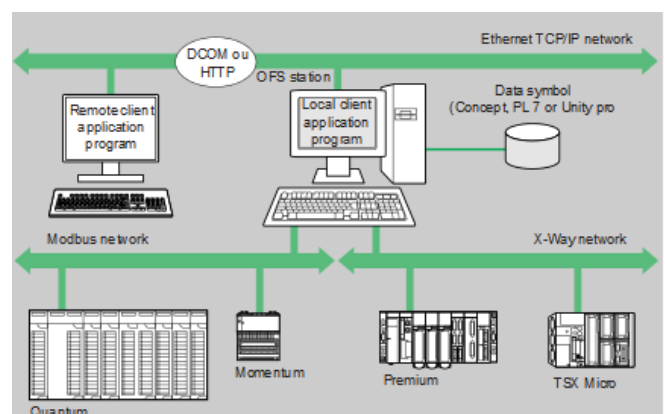 Ethernet TCP/IP network
DCOM ou
HTTP
OFS station
Data symbol
(Concept, PL 7 or Unity pro
Remote client
application
program
Local client
application
program
Modbus network
X-Way network
Momentum
Premium
TSX Micro
Quantum